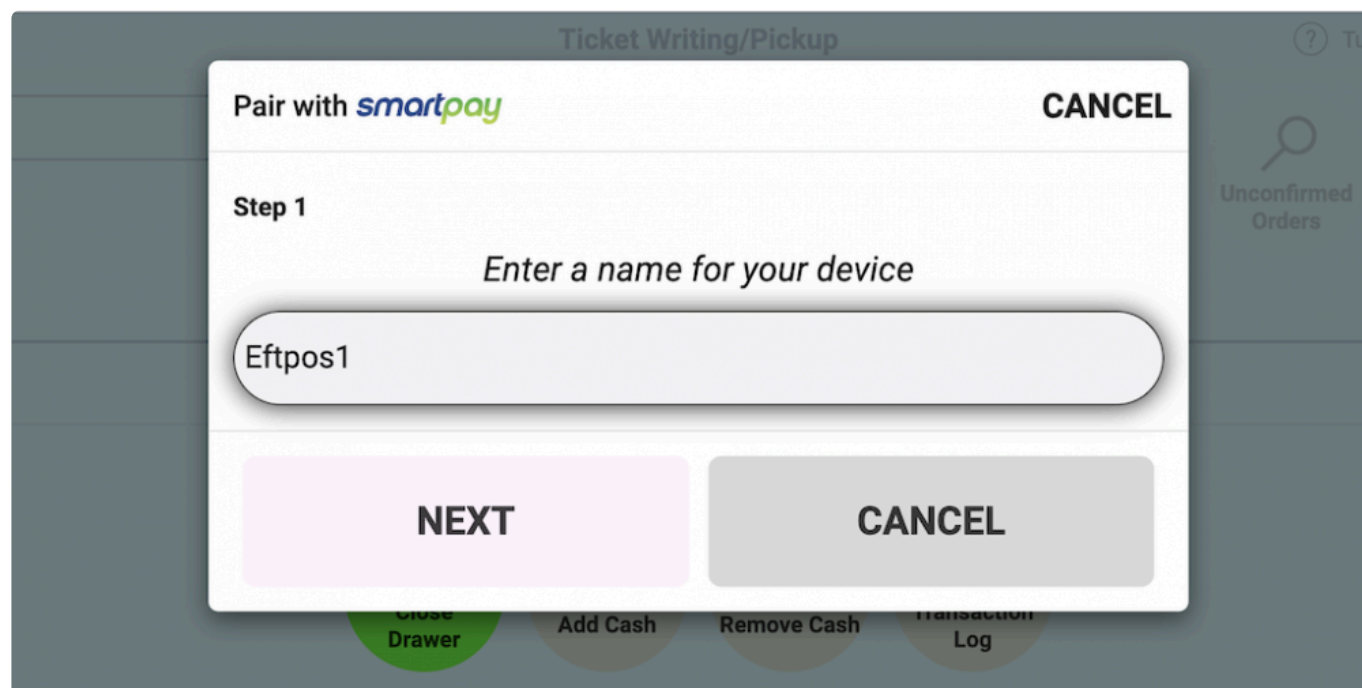 Ticket Writing/Pickup
? Tu
Pair with smartpay
CANCEL
Step 1
Unconfirmed
Orders
Enter a name for your device
Eftpos1
NEXT
CANCEL
Close
Drawer
Add Cash
Remove Cash
Transaction
Log